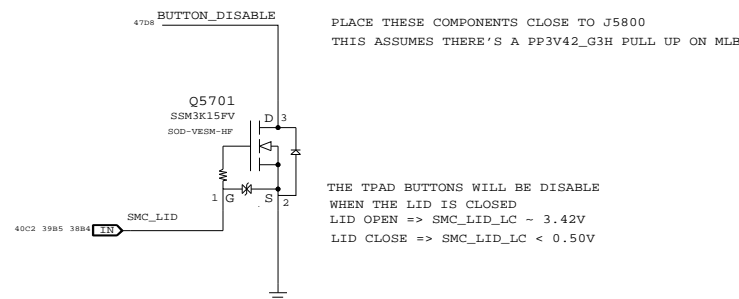 BUTTON_DISABLE
47D8
PLACE THESE COMPONENTS CLOSE TO J5800
THIS ASSUMES THERE'S A PP3V42_G3H PULL UP ON MLB
Q5701
SSM3K15FV
SOD-VESM-HF
D 3
1 G S 2
SMC_LID
40C2 39B5 38B4 IN
THE TPAD BUTTONS WILL BE DISABLE
WHEN THE LID IS CLOSED
LID OPEN => SMC_LID_LC ~ 3.42V
LID CLOSE => SMC_LID_LC < 0.50V